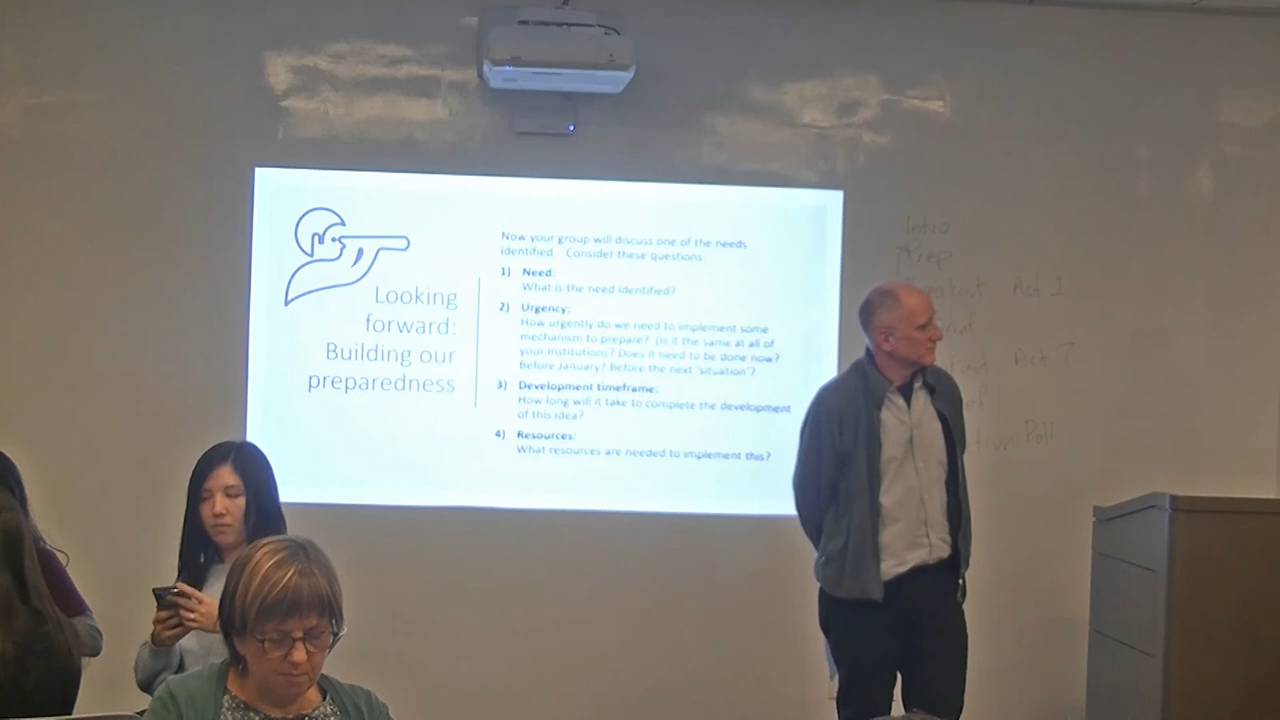 Looking
forward:
Building our
preparedness
Now your group will discuss one of the needs
identified. Consider these questions:
1) Need:
What is the need identified?
2) Urgency:
How urgently do we need to implement some
mechanism to prepare? (Is it the same at all of
your institutions? Does it need to be done now?
Before January? Before the next 'situation'?
3) Development timeframe:
How long will it take to complete the development
of this idea?
4) Resources:
What resources are needed to implement this?
Intro
Prep
Act 1
Act 2
Poll